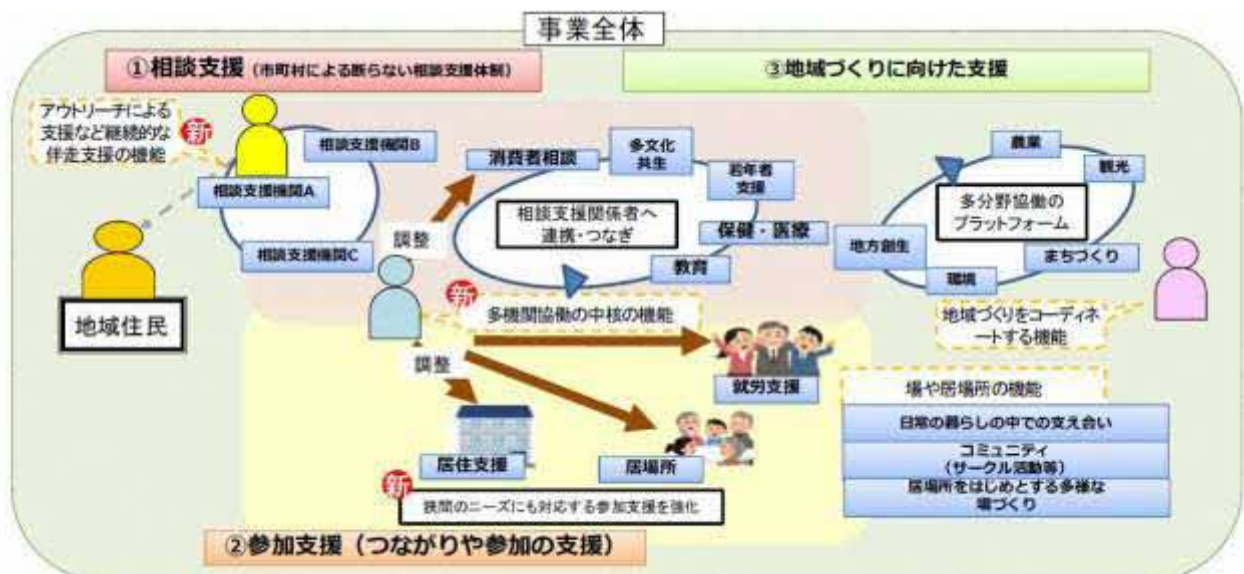 事業全体
①相談支援（市町村による断らない相談支援体制）
③地域づくりに向けた支援
アウトリーチによる
支援など継続的な
伴走支援の機能
新
相談支援機関B
相談支援機関A
相談支援機関C
地域住民
消費者相談
多文化
共生
若年者
支援
保健・医療
教育
相談支援関係者へ
連携・つなぎ
調整
新
多機関協働の中核の機能
農業
観光
まちづくり
環境
地方創生
多分野協働の
プラットフォーム
地域づくりをコーディネ
ートする機能
調整
就労支援
居住支援
居場所
新
狭間のニーズにも対応する参加支援を強化
場や居場所の機能
日常の暮らしの中での支え合い
コミュニティ
（サークル活動等）
居場所をはじめとする多様な
場づくり
②参加支援（つながりや参加の支援）